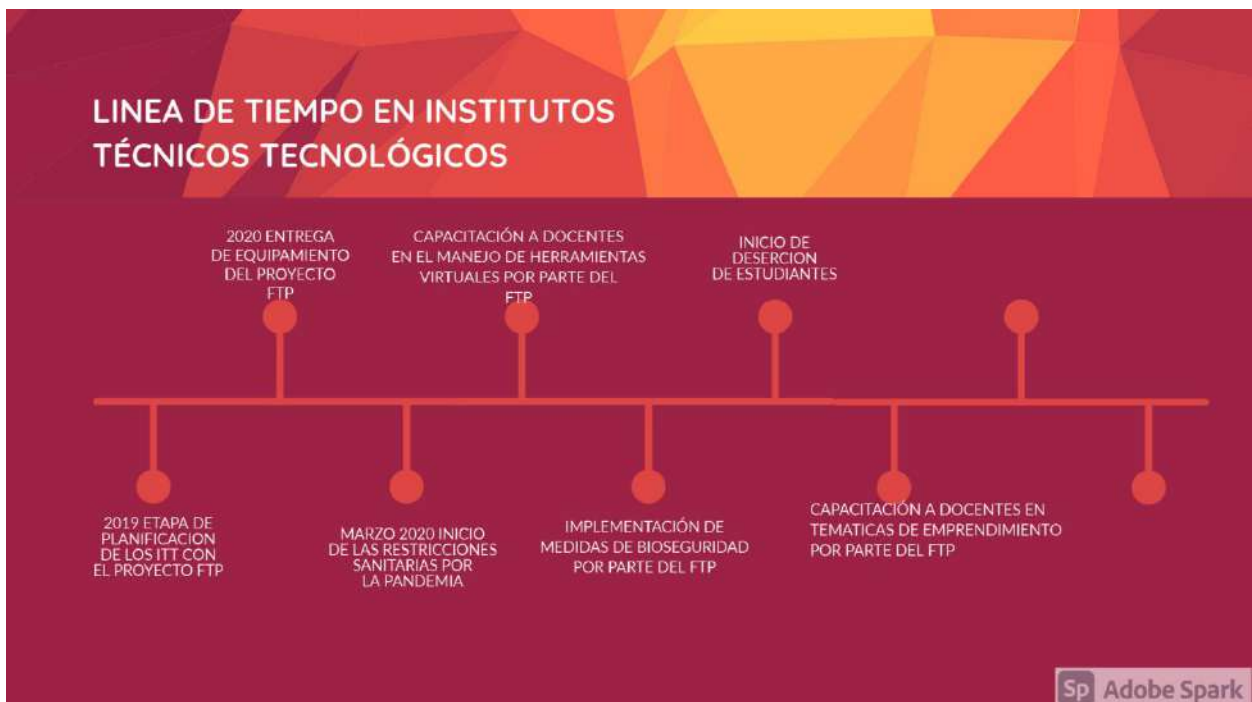 LINEA DE TIEMPO EN INSTITUTOS
TÉCNICOS TECNOLÓGICOS
2020 ENTREGA
DE EQUIPAMIENTO
DEL PROYECTO
FTP
CAPACITACIÓN A DOCENTES
EN EL MANEJO DE HERRAMIENTAS
VIRTUALES POR PARTE DEL
FTP
INICIO DE
DESERCION
DE ESTUDIANTES
2019 ETAPA DE
PLANIFICACION
DE LOS ITT CON
EL PROYECTO FTP
MARZO 2020 INICIO
DE LAS RESTRICCIONES
SANITARIAS POR
LA PANDEMIA
IMPLEMENTACIÓN DE
MEDIDAS DE BIOSEGURIDAD
POR PARTE DEL FTP
CAPACITACIÓN A DOCENTES EN
TEMATICAS DE EMPRENDIMIENTO
POR PARTE DEL FTP
Sp Adobe Spark